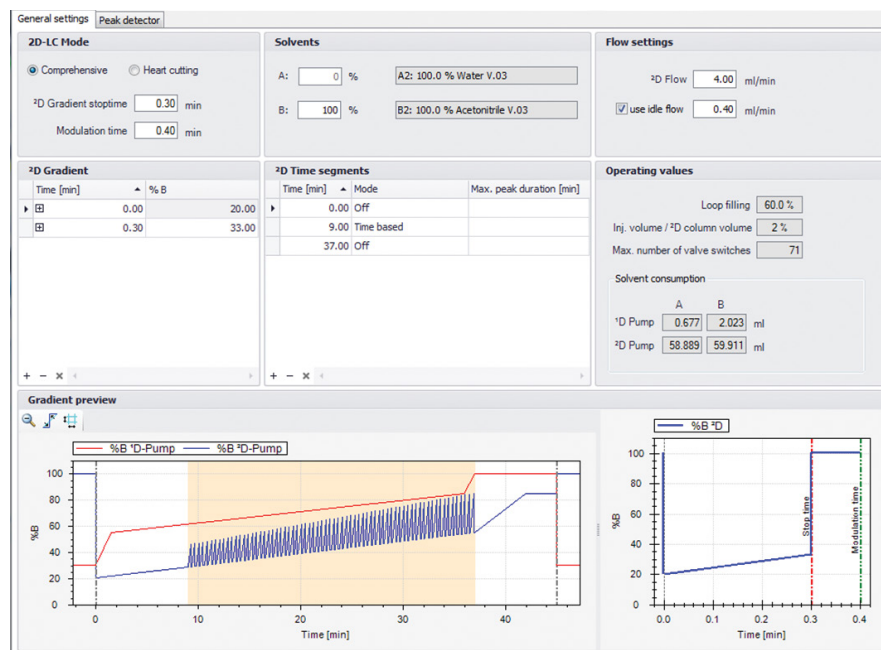 General settings
Peak detector
2D-LC Mode
Comprehensive
Heart cutting
²D Gradient stoptime 0.30 min
Modulation time 0.40 min
Solvents
A: 0 % A2: 100.0 % Water V.03
B: 100 % B2: 100.0 % Acetonitrile V.03
Flow settings
²D Flow 4.00 ml/min
use idle flow 0.40 ml/min
²D Gradient
Time [min] % B
0.00 20.00
0.30 33.00
²D Time segments
Time [min] Mode Max. peak duration [min]
0.00 Off
9.00 Time based
37.00 Off
Operating values
Loop filling 60.0 %
Inj. volume / ²D column volume 2 %
Max. number of valve switches 71
Solvent consumption
A B
¹D Pump 0.677 2.023 ml
²D Pump 58.889 59.911 ml
Gradient preview
%B ¹D-Pump %B ²D-Pump
%B
100
80
60
40
20
0
0 10 20 30 40
Time [min]
%B ²D
%B
100
80
60
40
20
0
Stop time
Modulation time
0.0 0.1 0.2 0.3 0.4
Time [min]